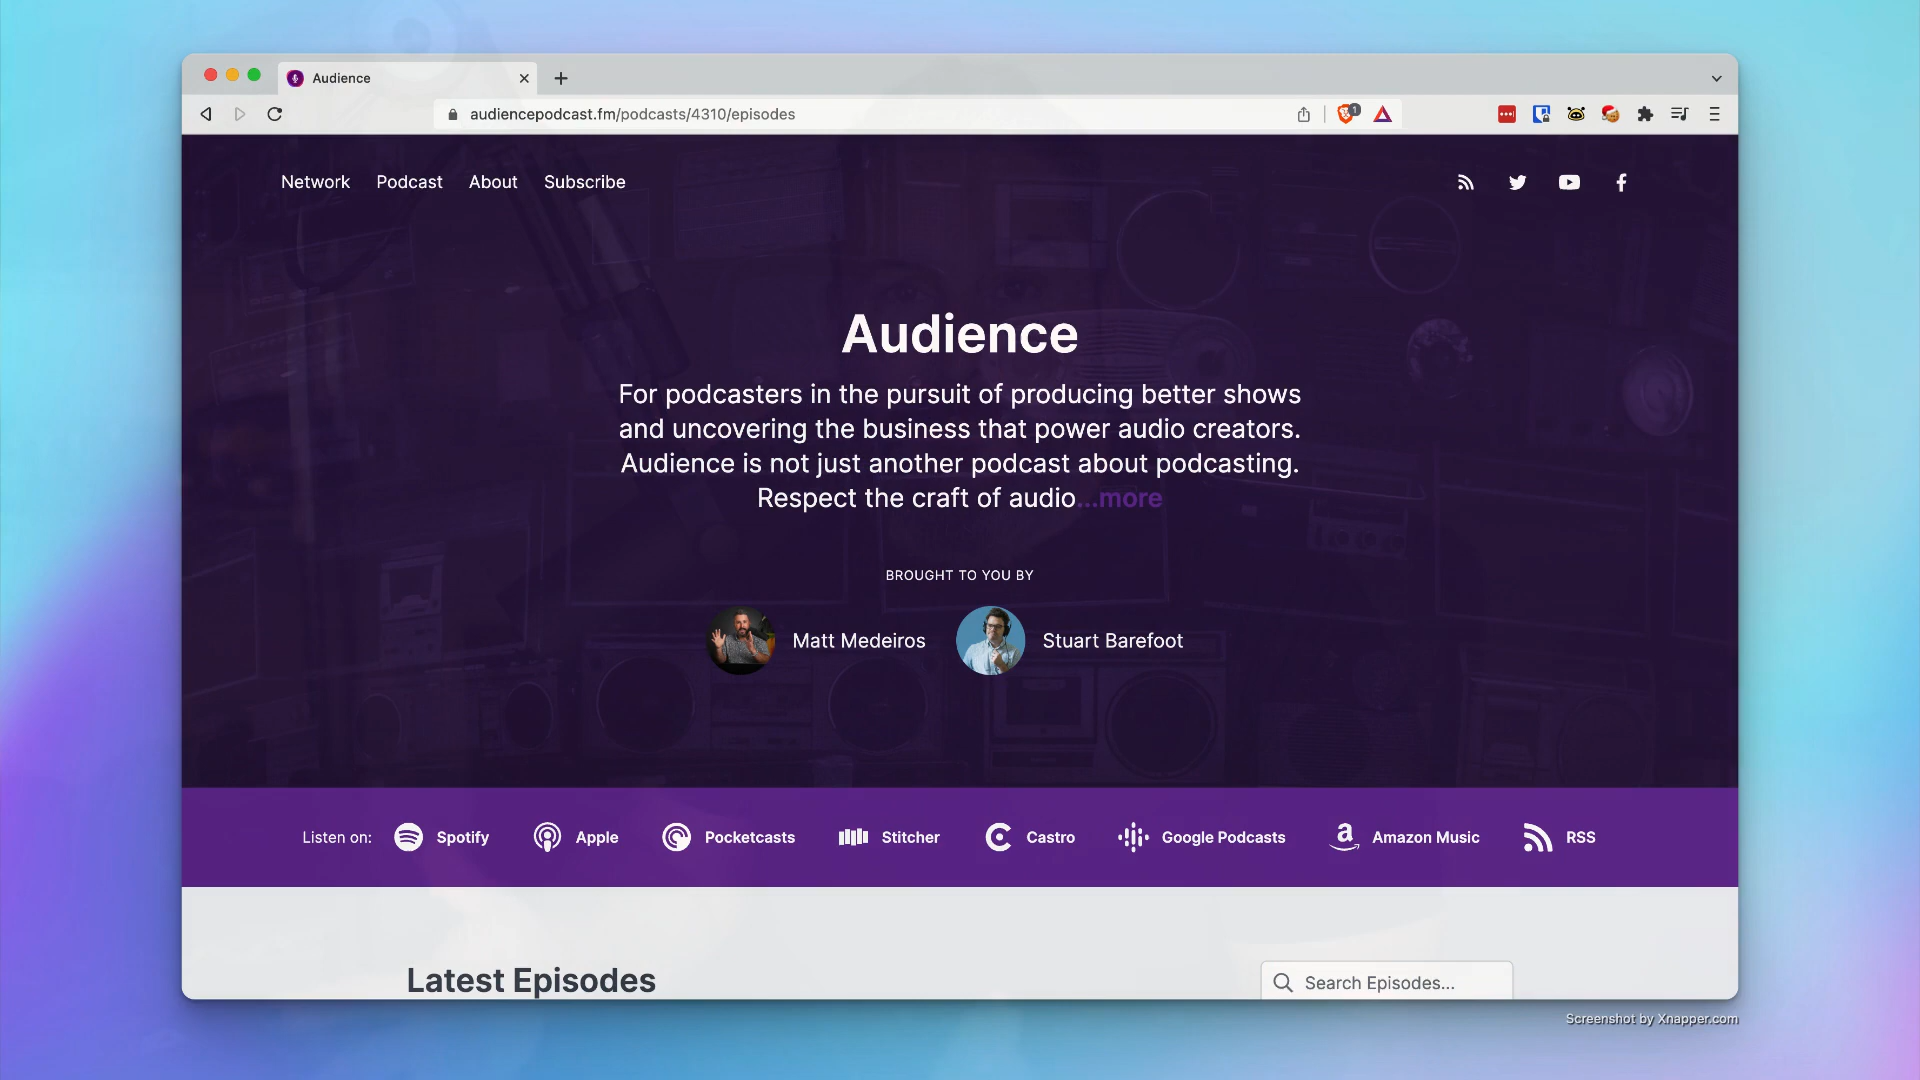 Audience
audiencepodcast.fm/podcasts/4310/episodes
1
Network Podcast About Subscribe
Audience
For podcasters in the pursuit of producing better shows
and uncovering the business that power audio creators.
Audience is not just another podcast about podcasting.
Respect the craft of audio...more
BROUGHT TO YOU BY
Matt Medeiros Stuart Barefoot
Listen on: Spotify Apple Pocketcasts Stitcher Castro Google Podcasts Amazon Music RSS
Latest Episodes
Search Episodes...
Screenshot by Xnapper.com